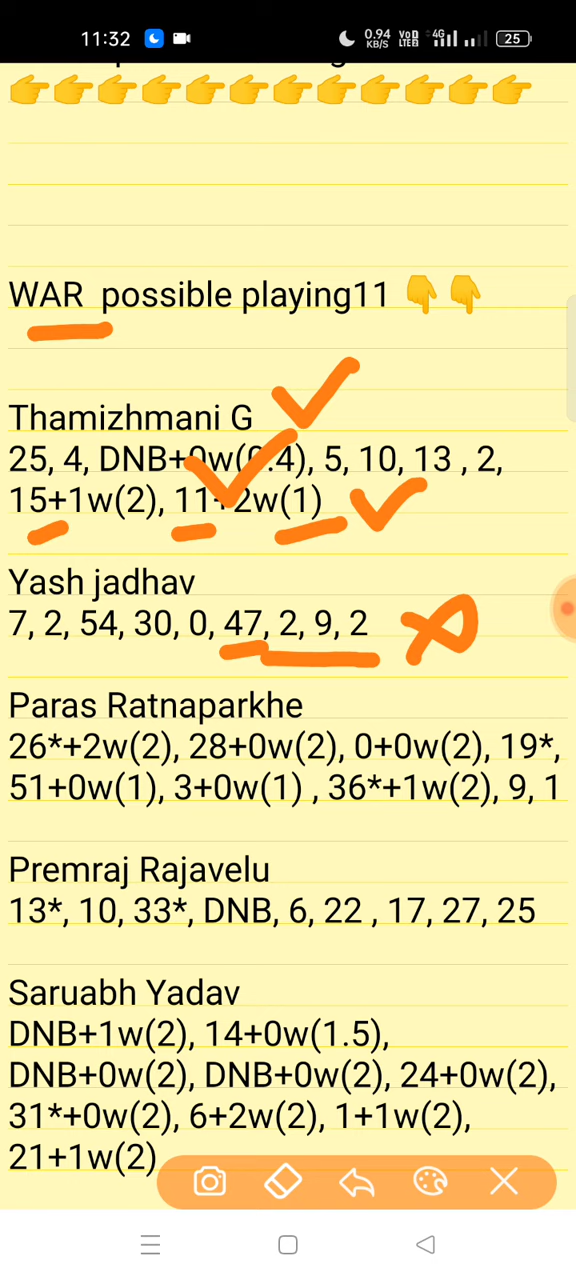 11:32
0.94 KB/S VoD LTE2 4G 25
WAR possible playing11 👇👇
Thamizhmani G
25, 4, DNB+0w(0.4), 5, 10, 13 , 2,
15+1w(2), 11+2w(1)
Yash jadhav
7, 2, 54, 30, 0, 47, 2, 9, 2
Paras Ratnaparkhe
26*+2w(2), 28+0w(2), 0+0w(2), 19*,
51+0w(1), 3+0w(1) , 36*+1w(2), 9, 1
Premraj Rajavelu
13*, 10, 33*, DNB, 6, 22 , 17, 27, 25
Saruabh Yadav
DNB+1w(2), 14+0w(1.5),
DNB+0w(2), DNB+0w(2), 24+0w(2),
31*+0w(2), 6+2w(2), 1+1w(2),
21+1w(2)